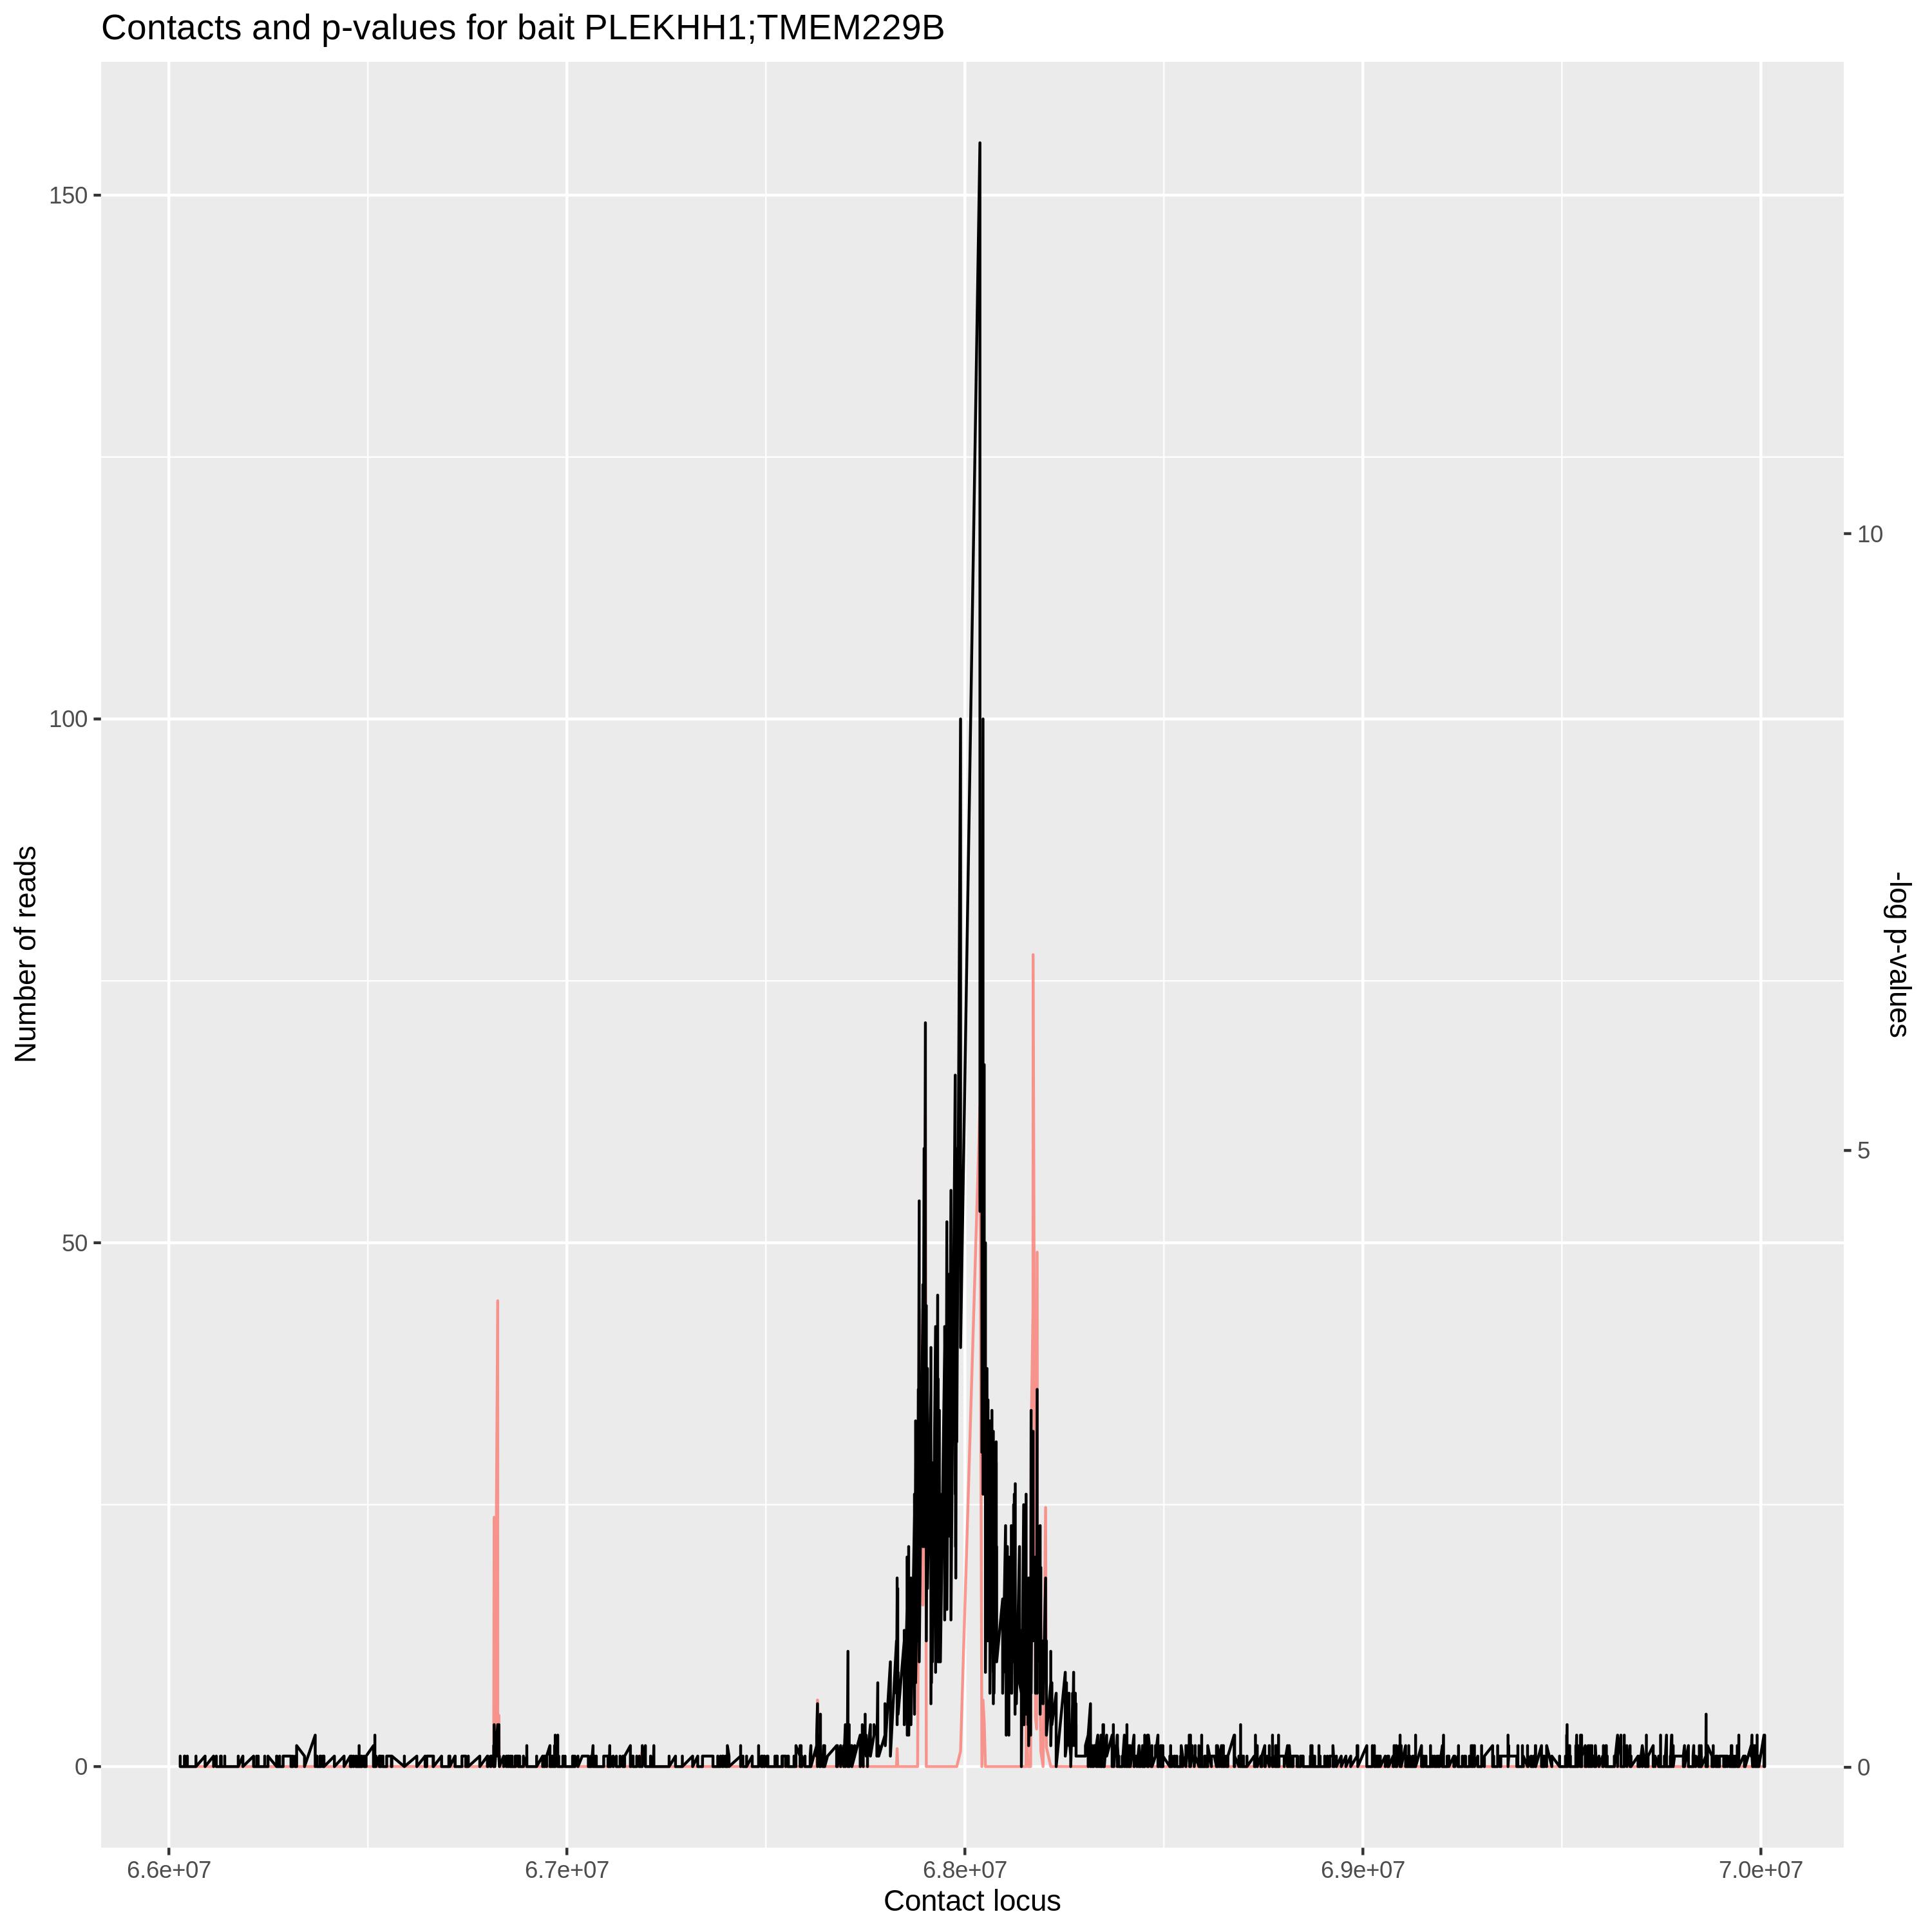 Contacts and p-values for bait PLEKHH1;TMEM229B
150
100
50
0
Number of reads
10
5
0
-log p-values
6.6e+07 6.7e+07 6.8e+07 6.9e+07 7.0e+07
Contact locus